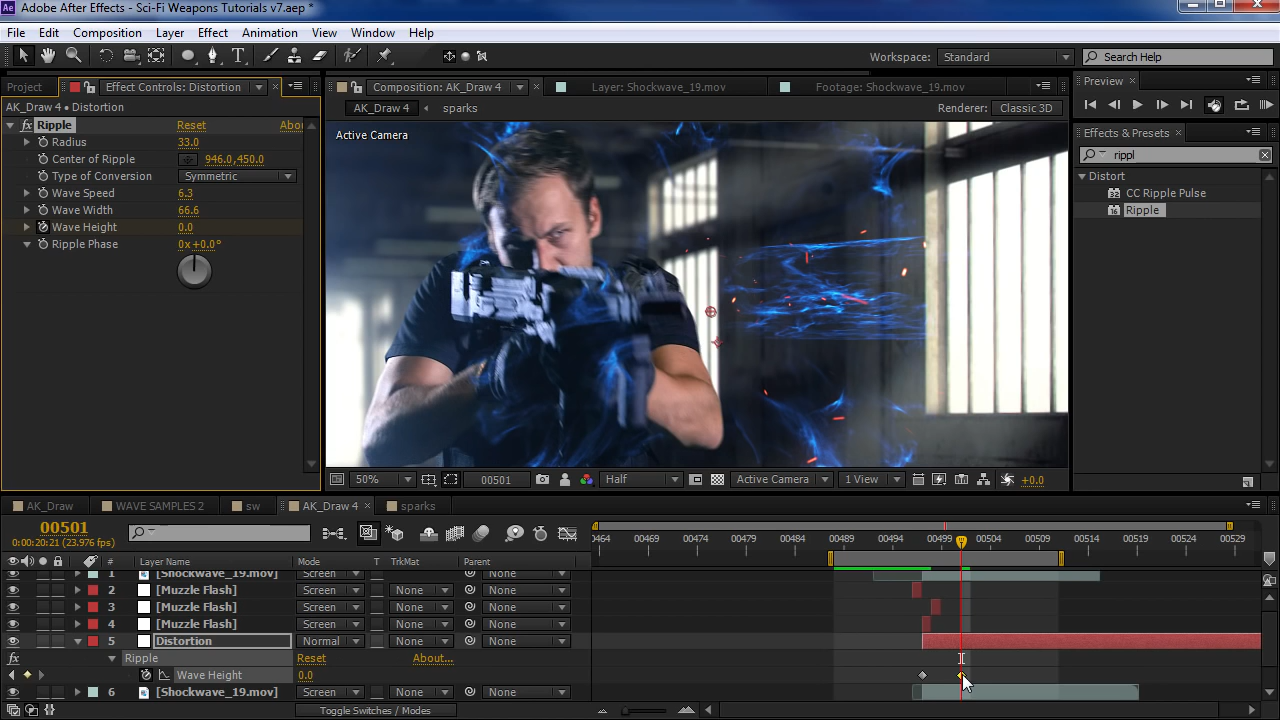 Adobe After Effects - Sci-Fi Weapons Tutorials v7.aep *
File Edit Composition Layer Effect Animation View Window Help
Workspace: Standard Search Help
Project Effect Controls: Distortion
AK_Draw 4 • Distortion
fx Ripple Reset Abou
Radius 33.0
Center of Ripple 946.0,450.0
Type of Conversion Symmetric
Wave Speed 6.3
Wave Width 66.6
Wave Height 0.0
Ripple Phase 0x+0.0°
Composition: AK_Draw 4 Layer: Shockwave_19.mov Footage: Shockwave_19.mov
AK_Draw 4 sparks Renderer: Classic 3D
Active Camera
50% 00501 Half Active Camera 1 View +0.0
Preview
Effects & Presets
rippl
Distort
CC Ripple Pulse
Ripple
AK_Draw WAVE SAMPLES 2 sw AK_Draw 4 sparks
00501
0:00:20:21 (23.976 fps)
# Layer Name Mode T TrkMat Parent
00464 00469 00474 00479 00484 00489 00494 00499 00504 00509 00514 00519 00524 00529
1 [Shockwave_19.mov] Screen None
2 [Muzzle Flash] Screen None None
3 [Muzzle Flash] Screen None None
4 [Muzzle Flash] Screen None None
5 Distortion Normal None None
fx Ripple Reset About...
Wave Height 0.0
6 [Shockwave_19.mov] Screen None None
Toggle Switches / Modes